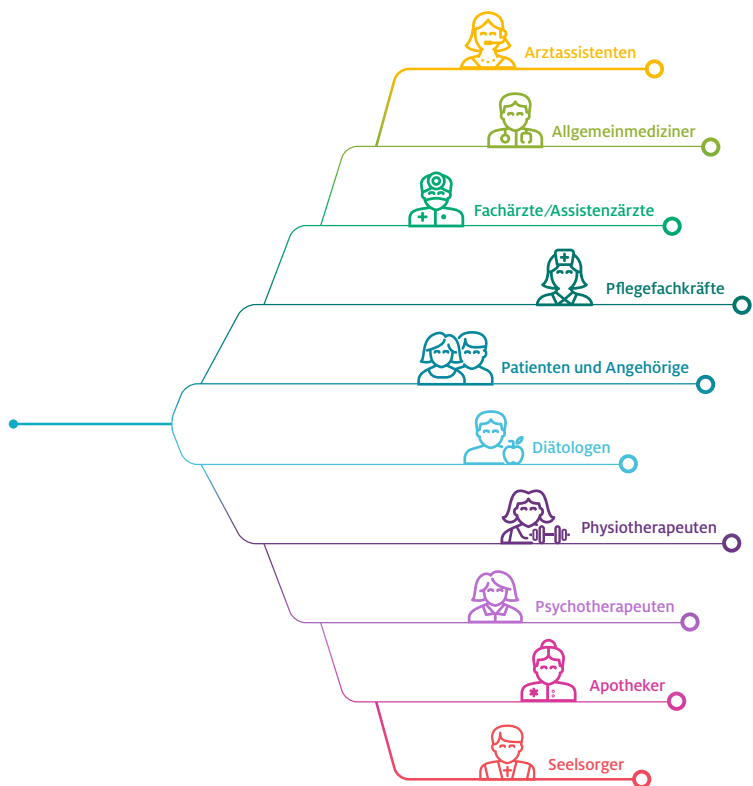 Arztassistenten
Allgemeinmediziner
Fachärzte/Assistenzärzte
Pflegefachkräfte
Patienten und Angehörige
Diätologen
Physiotherapeuten
Psychotherapeuten
Apotheker
Seelsorger